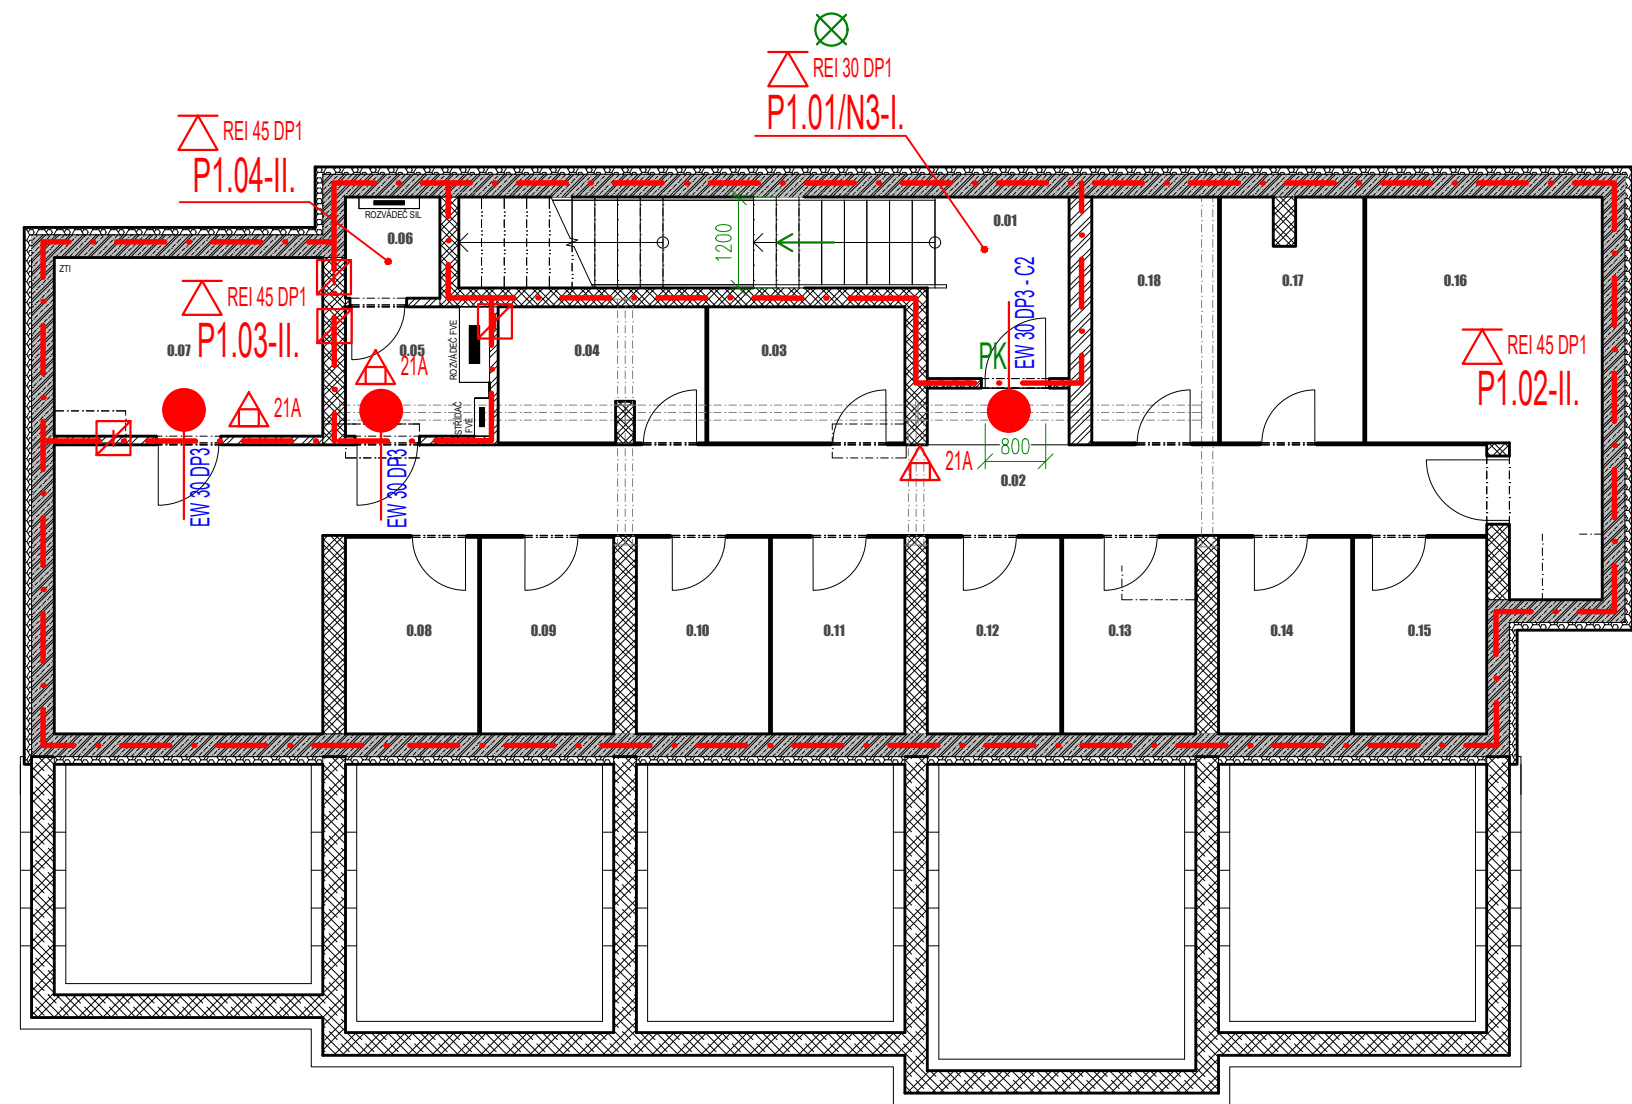 REI 30 DP1
P1.01/N3-I.
REI 45 DP1
P1.04-II.
ROZVÁDĚČ SIL
0.06
0.01
1200
ZTI
REI 45 DP1
P1.03-II.
0.07
0.05
21A
21A
ROZVÁDĚČ FVE
STŘÍDAČ
FVE
0.04
0.03
PK
EW 30 DP3 - C2
0.18
0.17
0.16
REI 45 DP1
P1.02-II.
EW 30 DP3
EW 30 DP3
21A
800
0.02
0.08
0.09
0.10
0.11
0.12
0.13
0.14
0.15